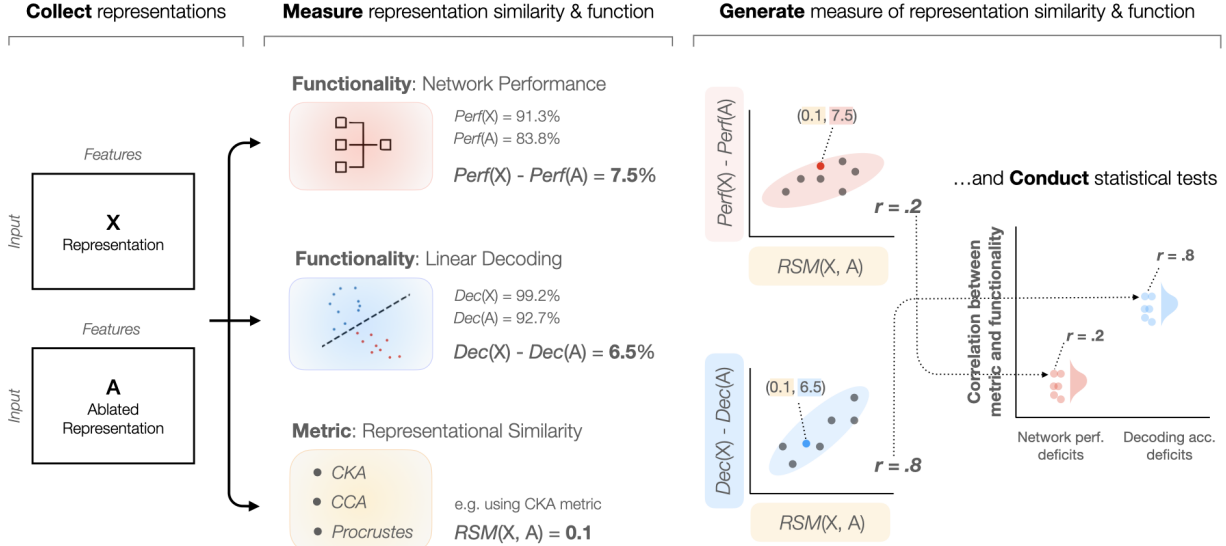 Collect representations
Measure representation similarity & function
Generate measure of representation similarity & function
Features
Input
X
Representation
Features
Input
A
Ablated
Representation
Functionality: Network Performance
Perf(X) = 91.3%
Perf(A) = 83.8%
Perf(X) - Perf(A) = 7.5%
Functionality: Linear Decoding
Dec(X) = 99.2%
Dec(A) = 92.7%
Dec(X) - Dec(A) = 6.5%
Metric: Representational Similarity
• CKA
• CCA
• Procrustes
e.g. using CKA metric
RSM(X, A) = 0.1
Perf(X) - Perf(A)
(0.1, 7.5)
r = .2
RSM(X, A)
Dec(X) - Dec(A)
(0.1, 6.5)
r = .8
RSM(X, A)
...and Conduct statistical tests
Correlation between
metric and functionality
r = .8
r = .2
Network perf.
deficits
Decoding acc.
deficits